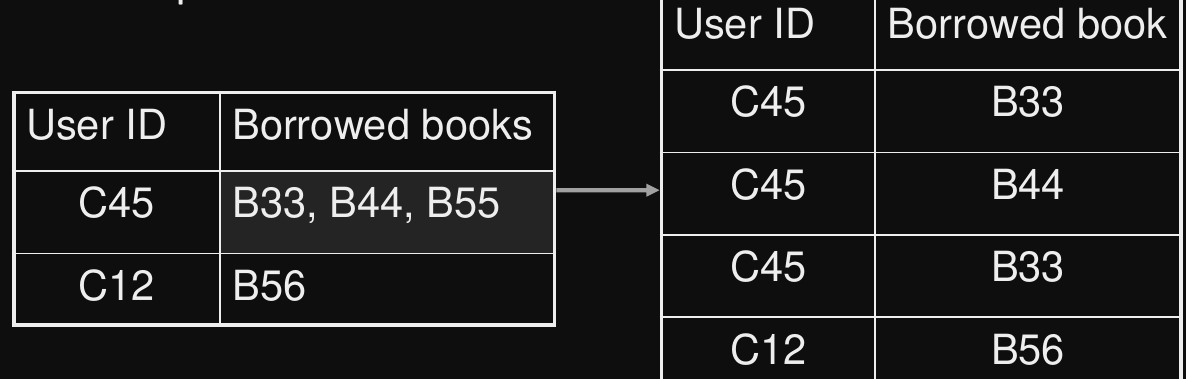 User ID Borrowed books
C45 B33, B44, B55
C12 B56
User ID Borrowed book
C45 B33
C45 B44
C45 B33
C12 B56